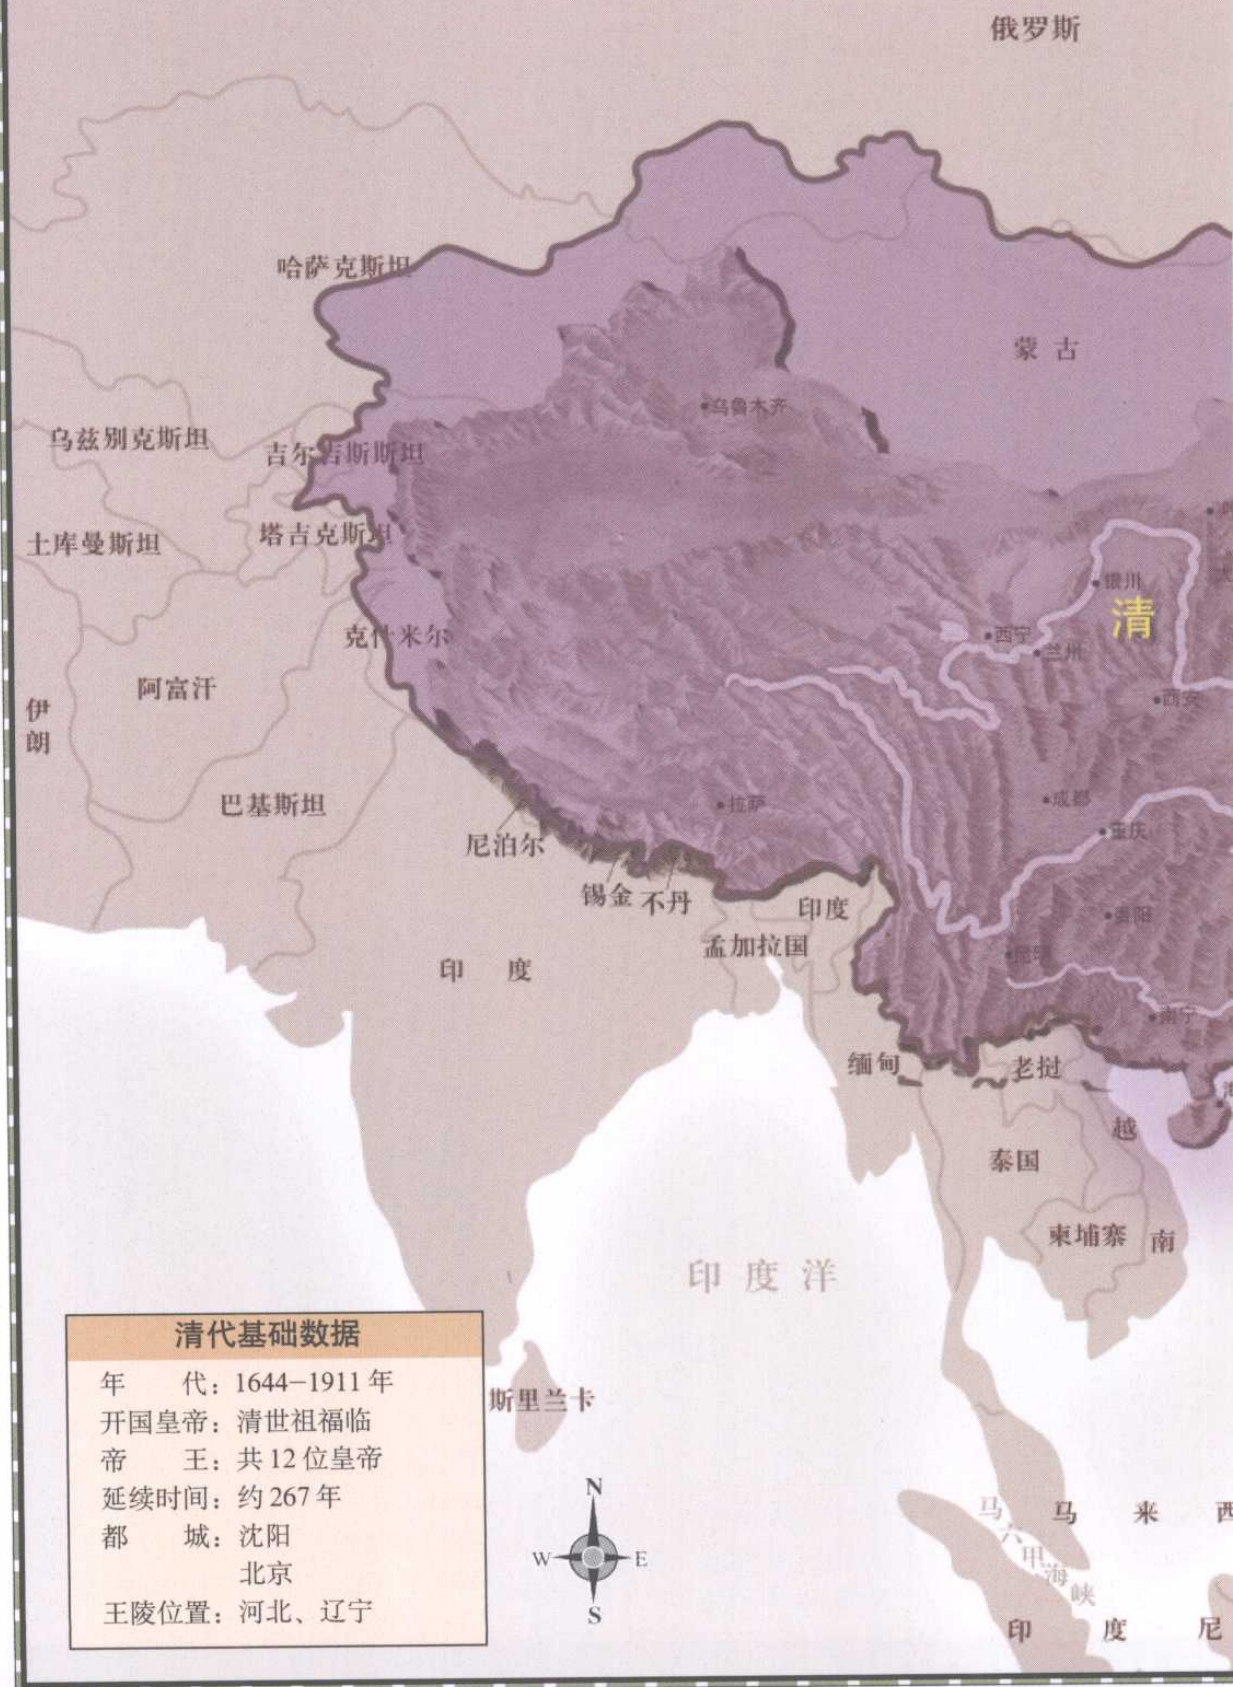 俄罗斯
哈萨克斯坦
蒙古
乌鲁木齐
乌兹别克斯坦
吉尔吉斯斯坦
土库曼斯坦
塔吉克斯坦
银川
清
克什米尔
西宁
兰州
阿富汗
西安
伊朗
巴基斯坦
拉萨
成都
重庆
尼泊尔
锡金
不丹
印度
贵阳
孟加拉国
昆明
印度
南宁
缅甸
老挝
越南
泰国
柬埔寨
印度洋
清代基础数据
年代：1644-1911年
开国皇帝：清世祖福临
帝王：共12位皇帝
延续时间：约267年
都城：沈阳
北京
王陵位置：河北、辽宁
斯里兰卡
N
W
E
S
马六甲海峡
马来西
印度尼